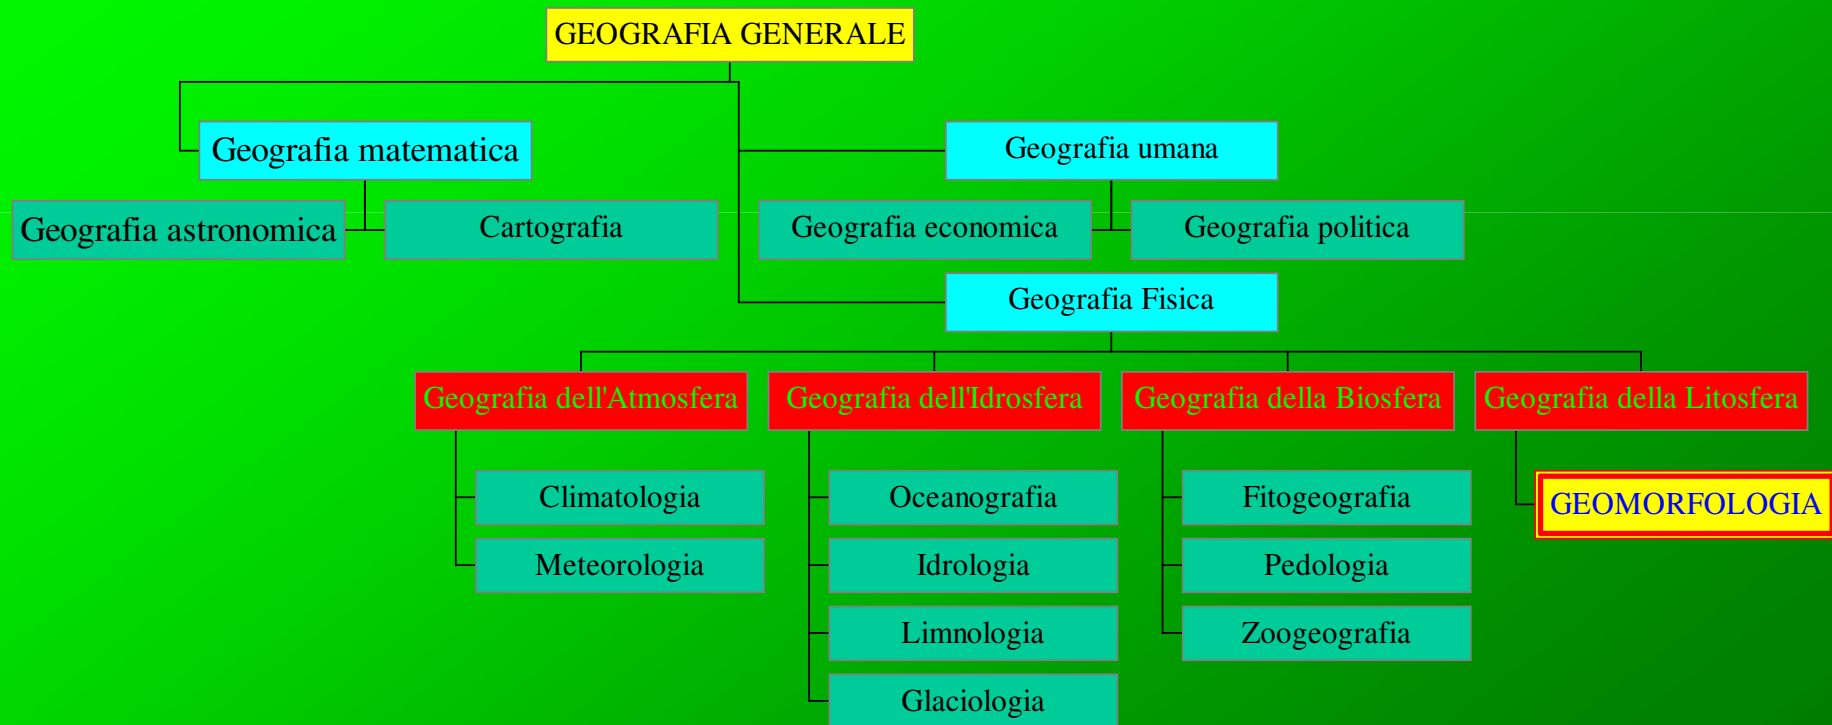 GEOGRAFIA GENERALE
Geografia matematica
Geografia umana
Geografia astronomica
Cartografia
Geografia economica
Geografia politica
Geografia Fisica
Geografia dell'Atmosfera
Geografia dell'Idrosfera
Geografia della Biosfera
Geografia della Litosfera
Climatologia
Oceanografia
Fitogeografia
GEOMORFOLOGIA
Meteorologia
Idrologia
Pedologia
Limnologia
Zoogeografia
Glaciologia